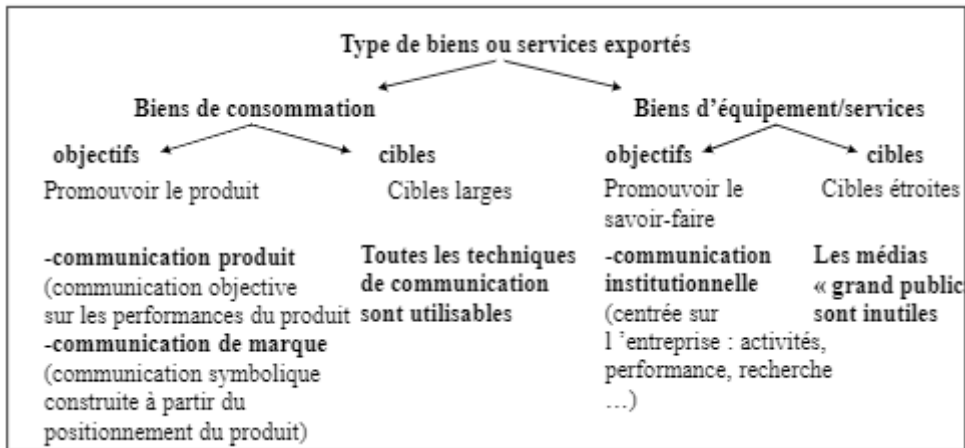 Type de biens ou services exportés
Biens de consommation
Biens d’équipement/services
objectifs
cibles
objectifs
cibles
Promouvoir le produit
Cibles larges
Promouvoir le
savoir-faire
Cibles étroites
-communication produit
(communication objective
sur les performances du produit
-communication de marque
(communication symbolique
construite à partir du
positionnement du produit)
Toutes les techniques
de communication
sont utilisables
-communication
institutionnelle
(centrée sur
l ’entreprise : activités,
performance, recherche
…)
Les médias
« grand public
sont inutiles